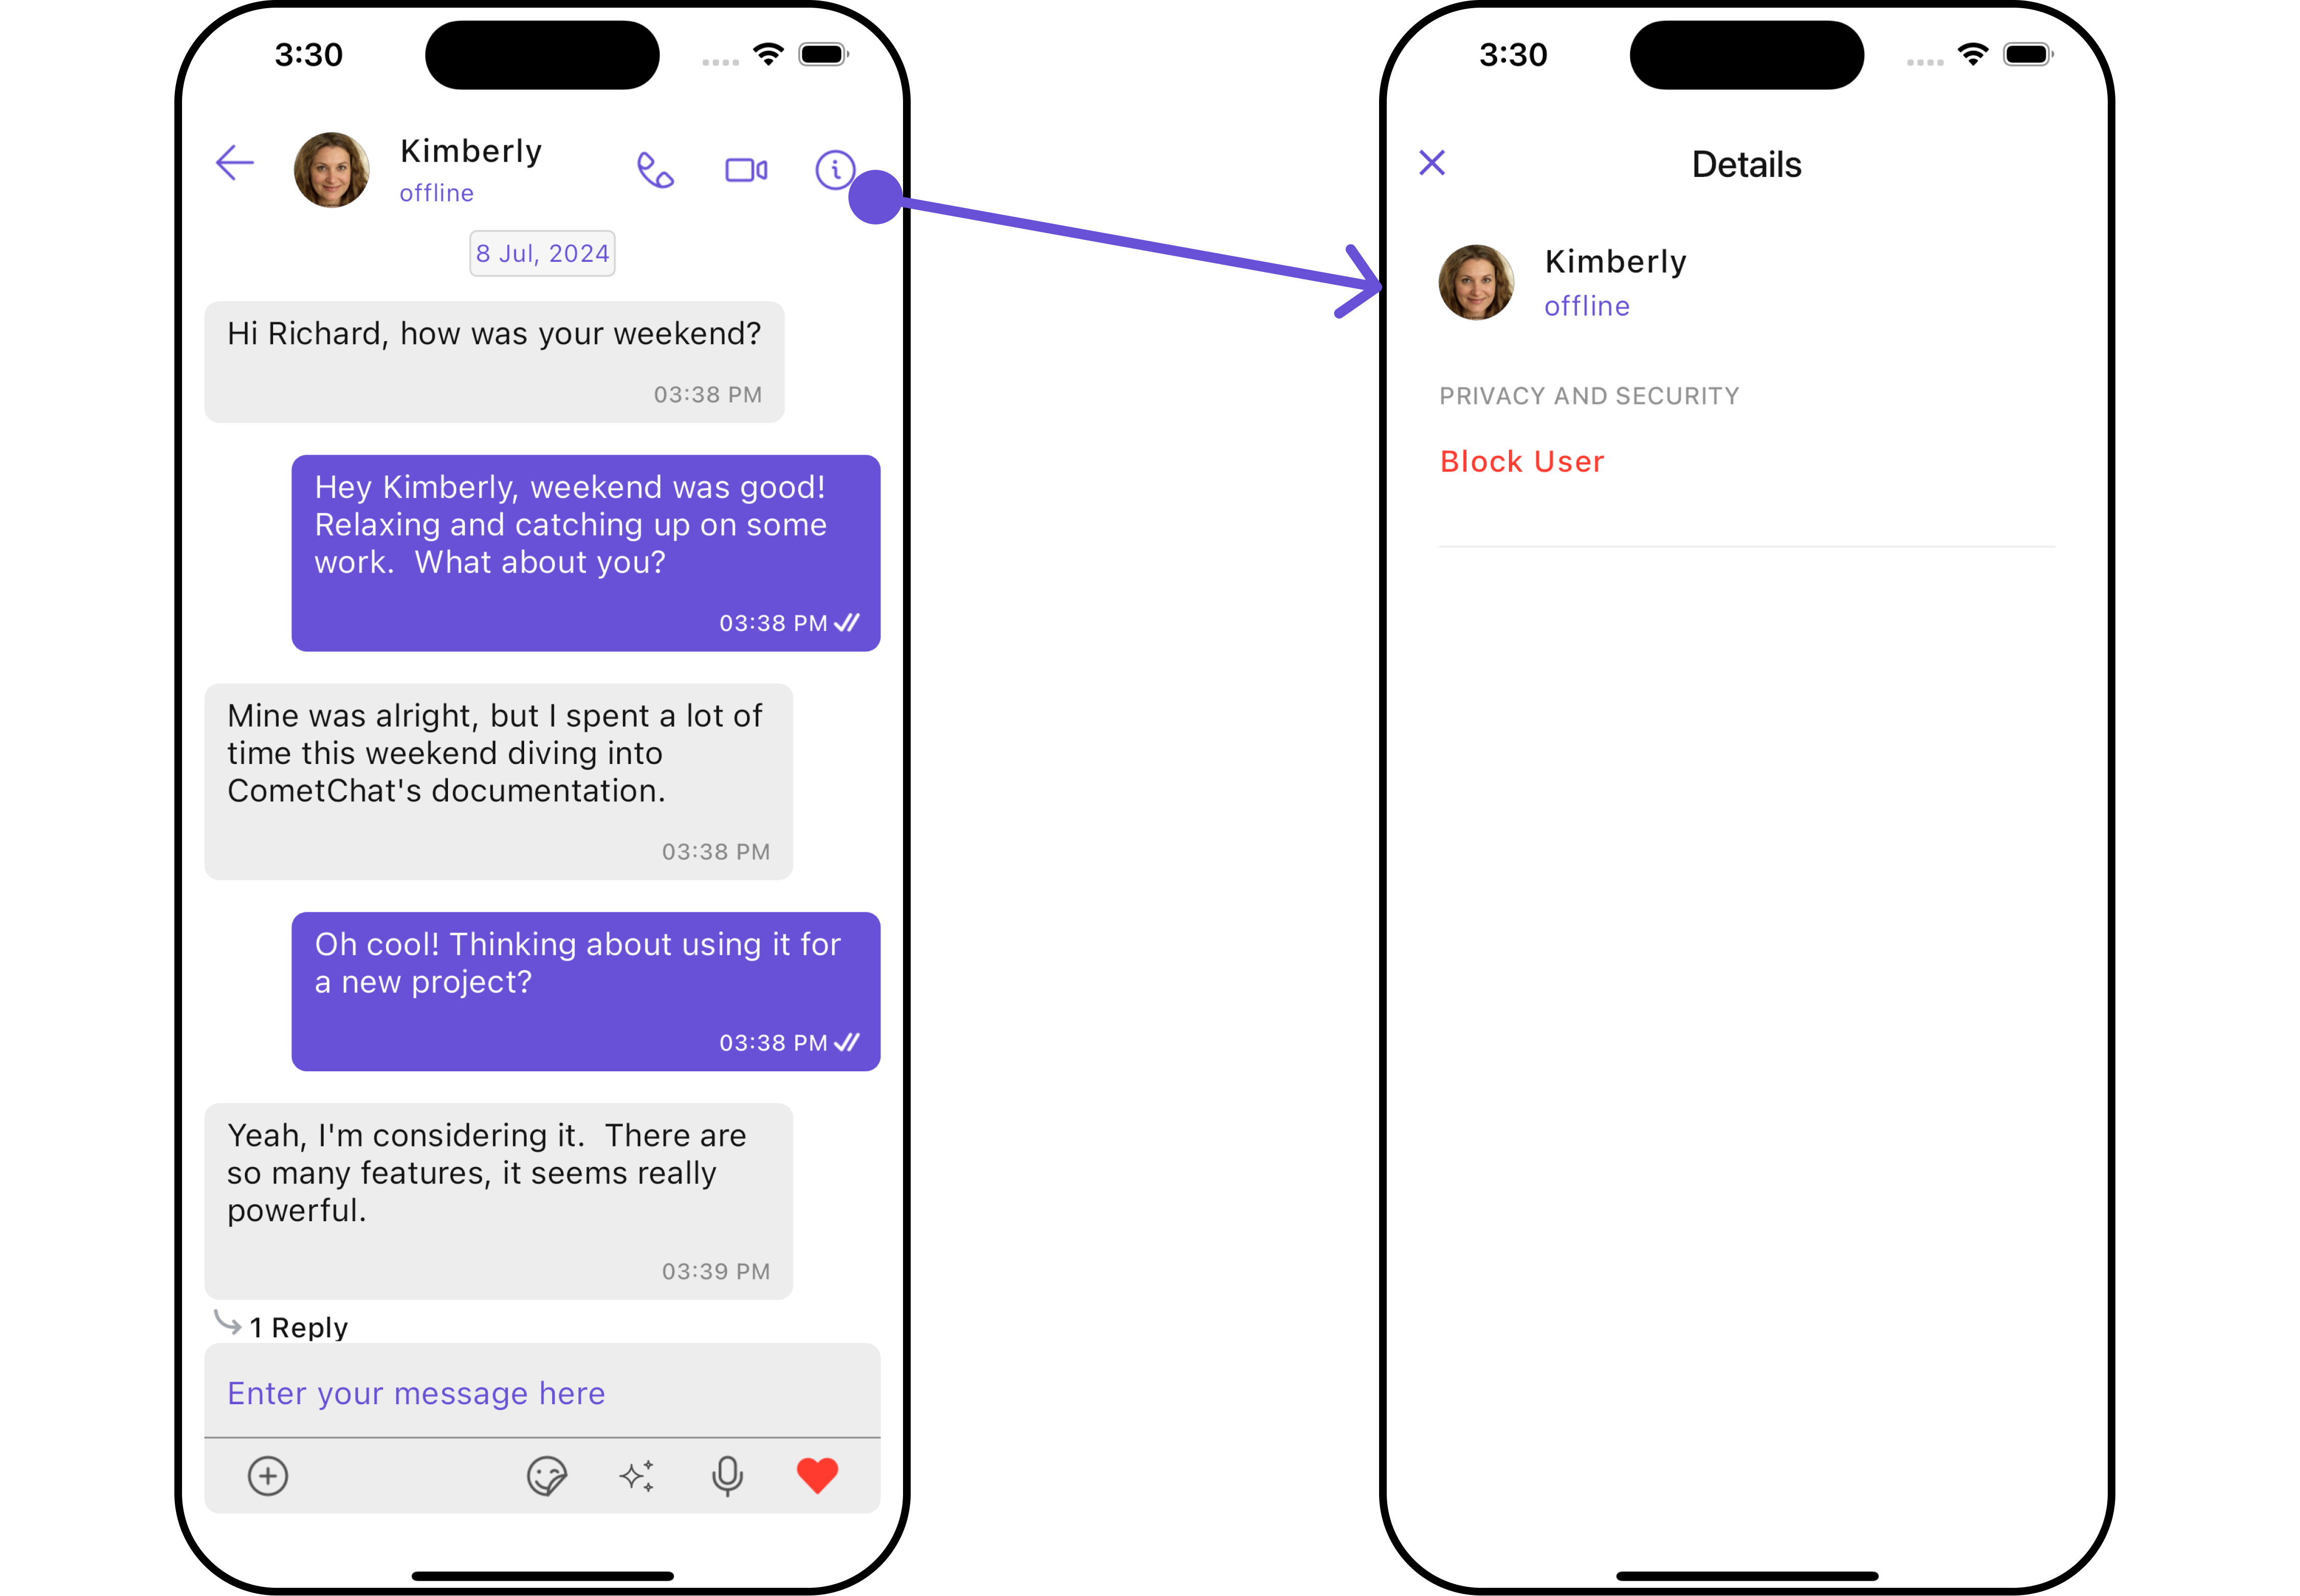 3:30
Kimberly
offline
8 Jul, 2024
Hi Richard, how was your weekend?
03:38 PM
Hey Kimberly, weekend was good!
Relaxing and catching up on some
work.  What about you?
03:38 PM
Mine was alright, but I spent a lot of
time this weekend diving into
CometChat's documentation.
03:38 PM
Oh cool! Thinking about using it for
a new project?
03:38 PM
Yeah, I'm considering it.  There are
so many features, it seems really
powerful.
03:39 PM
1 Reply
Enter your message here
3:30
Details
Kimberly
offline
PRIVACY AND SECURITY
Block User